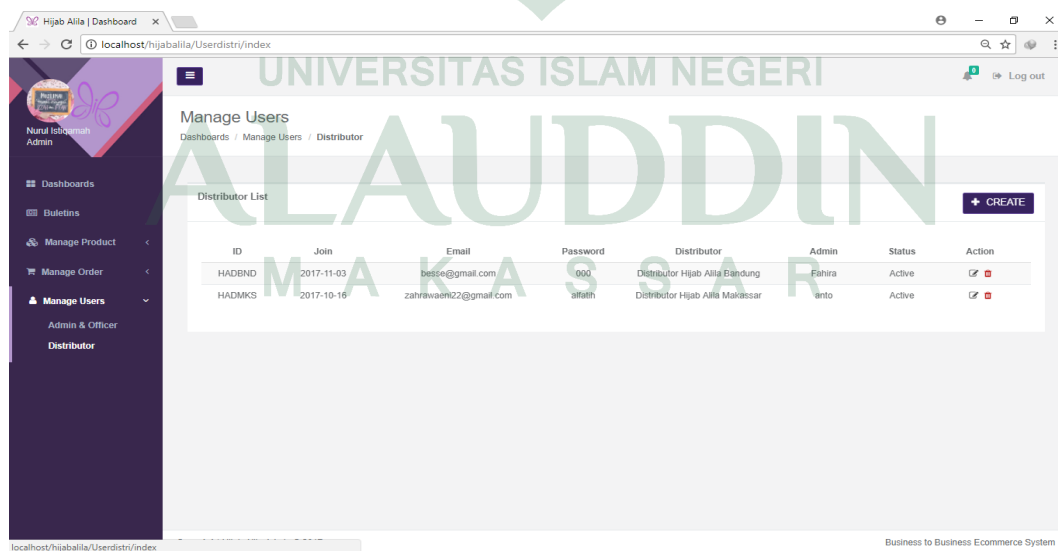 Hijab Alila | Dashboard
localhost/hijabalila/Userdistri/index
UNIVERSITAS ISLAM NEGERI
0
Log out
Nurul Istiqamah
Admin
Manage Users
Dashboards / Manage Users / Distributor
ALAUDDIN
Dashboards
Buletins
Manage Product
Manage Order
Manage Users
Admin & Officer
Distributor
Distributor List
+ CREATE
ID Join Email Password Distributor Admin Status Action
HADBND 2017-11-03 besse@gmail.com 000 Distributor Hijab Alila Bandung Fahira Active
HADMKS 2017-10-16 zahrawaeni22@gmail.com alfatih Distributor Hijab Alila Makassar anto Active
MAKASSAR
Business to Business Ecommerce System
localhost/hijabalila/Userdistri/index